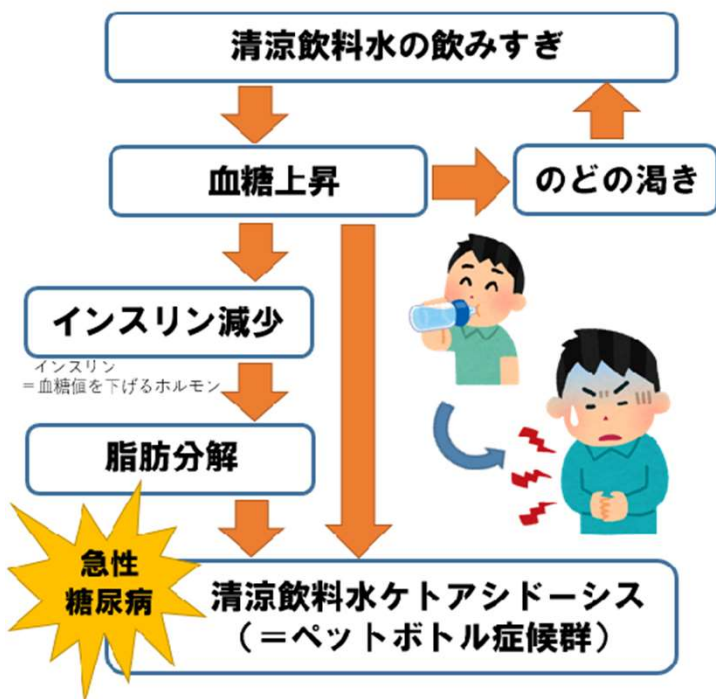 清涼飲料水の飲みすぎ
血糖上昇
のどの渇き
インスリン減少
インスリン
＝血糖値を下げるホルモン
脂肪分解
急性
糖尿病
清涼飲料水ケトアシドーシス
（＝ペットボトル症候群）